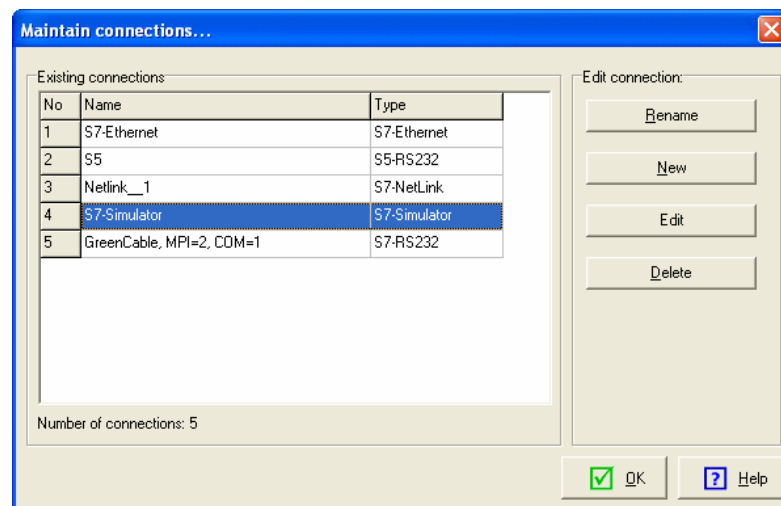 Maintain connections...
Existing connections
No Name Type
1 S7-Ethernet S7-Ethernet
2 S5 S5-RS232
3 Netlink__1 S7-NetLink
4 S7-Simulator S7-Simulator
5 GreenCable, MPI=2, COM=1 S7-RS232
Number of connections: 5
Edit connection:
Rename
New
Edit
Delete
OK
? Help